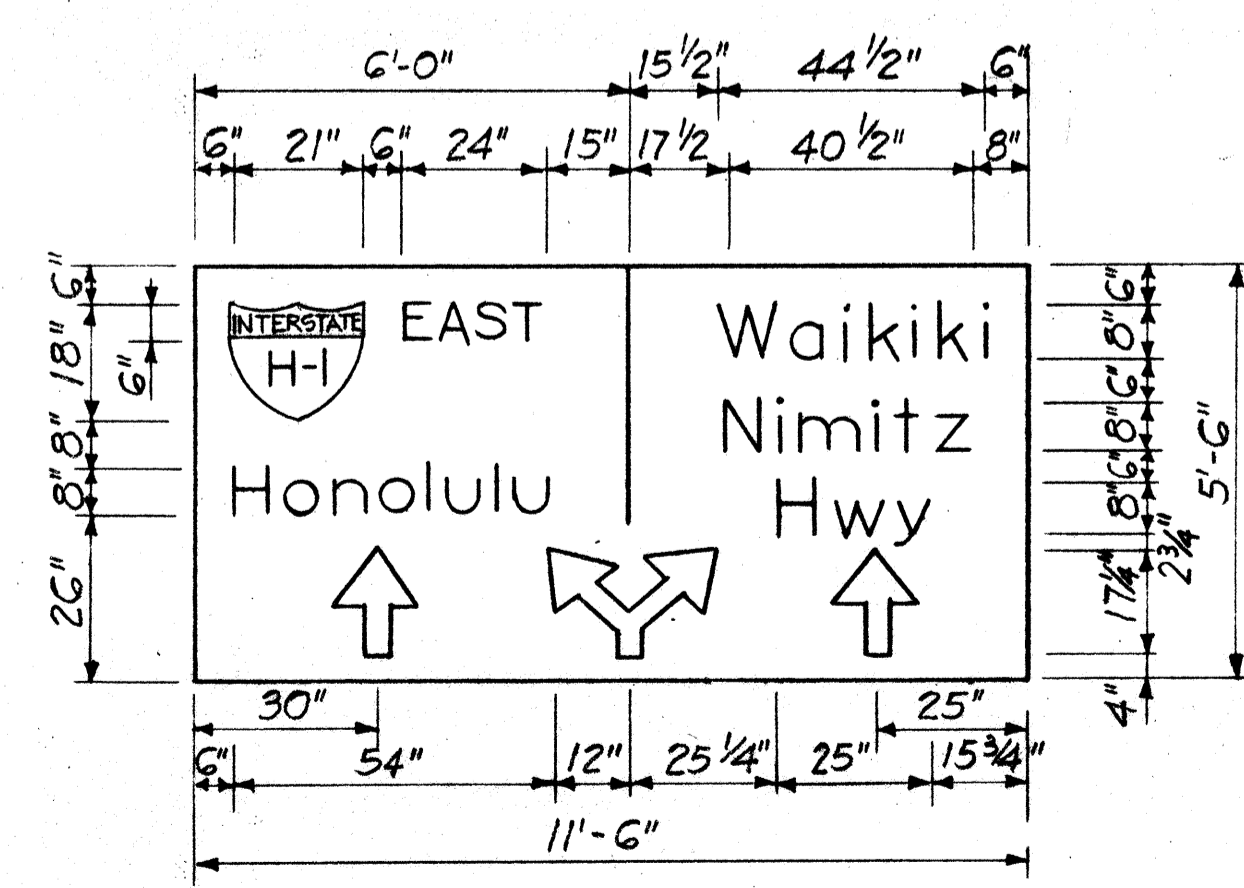 6'-0" 15 1/2" 44 1/2" 6"
6" 21" 6" 24" 15" 17 1/2 40 1/2" 8"
6" 18" 8" 8" 26"
6"
INTERSTATE
H-1
EAST
Honolulu
Waikiki
Nimitz
Hwy
6" 8" 6" 8" 6" 8" 2 3/4" 17 1/4" 4"
5'-6"
30" 25"
6" 54" 12" 25 1/4" 25" 15 3/4"
11'-6"